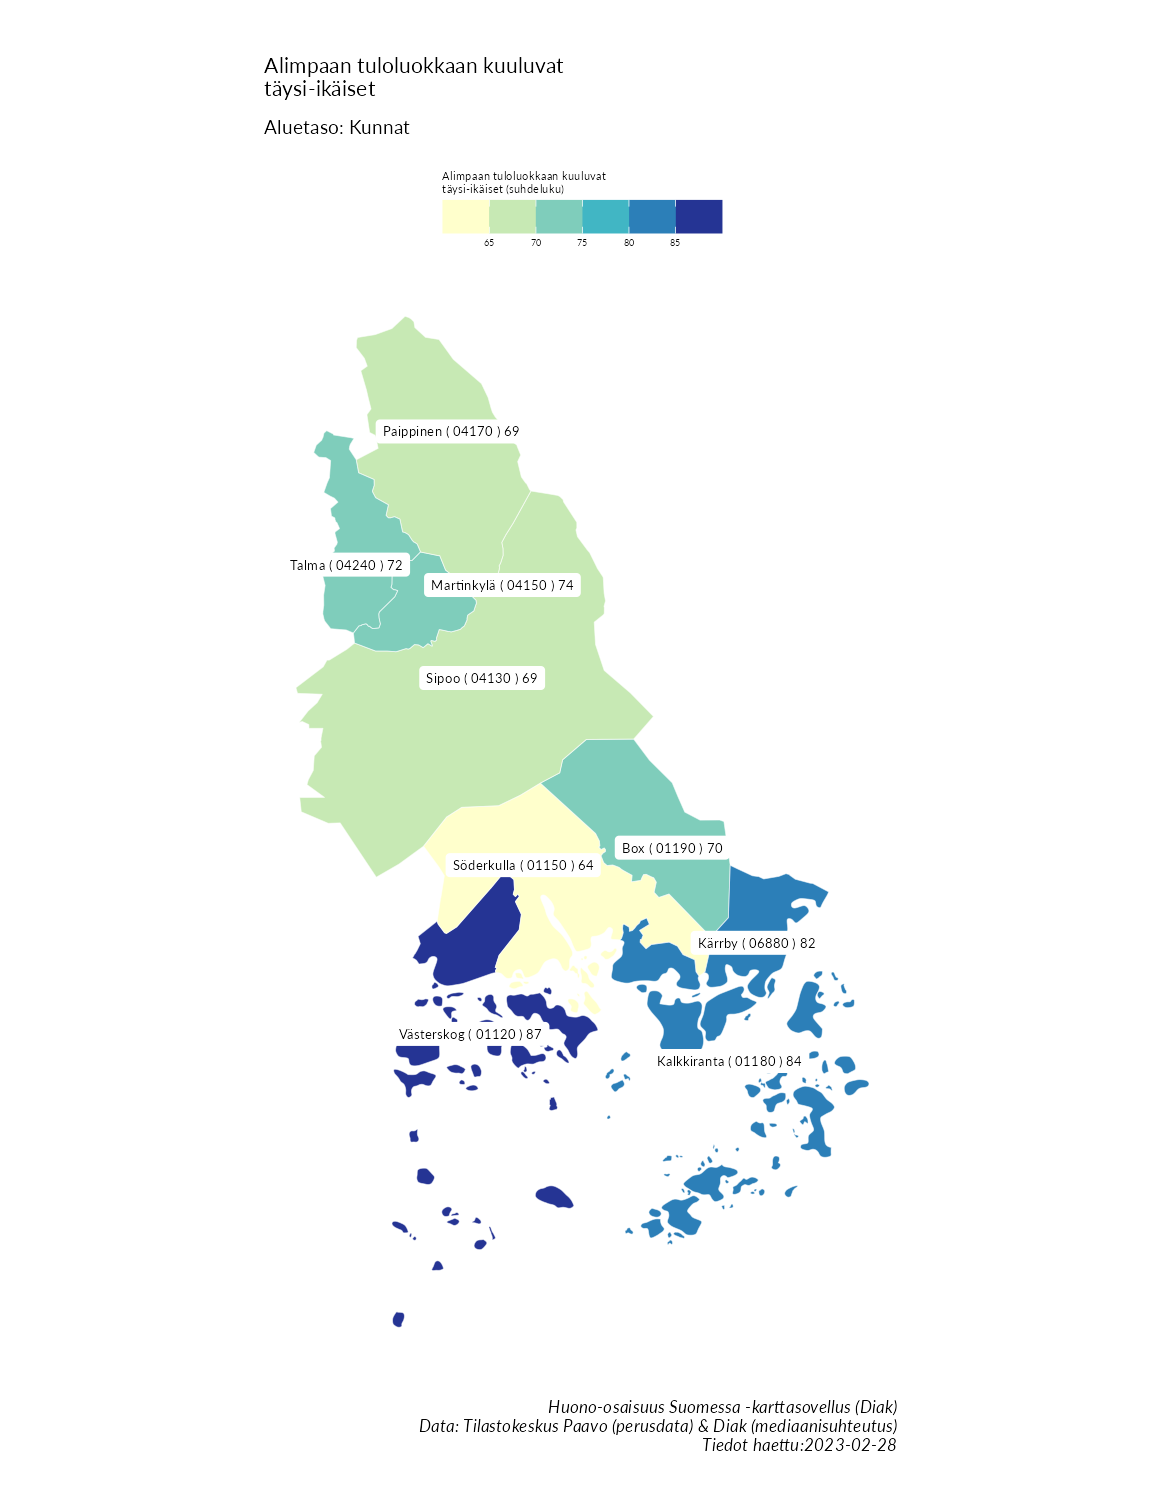 Alimpaan tuloluokkaan kuuluvat
täysi-ikäiset
Aluetaso: Kunnat
Alimpaan tuloluokkaan kuuluvat
täysi-ikäiset (suhdeluku)
65 70 75 80 85
Paippinen ( 04170 ) 69
Talma ( 04240 ) 72
Martinkylä ( 04150 ) 74
Sipoo ( 04130 ) 69
Box ( 01190 ) 70
Söderkulla ( 01150 ) 64
Kärrby ( 06880 ) 82
Västerskog ( 01120 ) 87
Kalkkiranta ( 01180 ) 84
Huono-osaisuus Suomessa -karttasovellus (Diak)
Data: Tilastokeskus Paavo (perusdata) & Diak (mediaanisuhteutus)
Tiedot haettu:2023-02-28